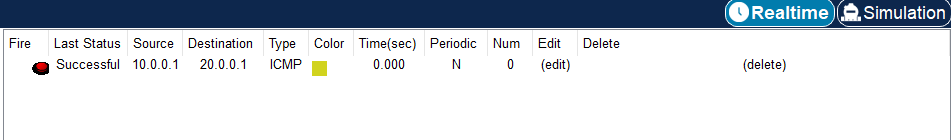 Realtime Simulation
Fire Last Status Source Destination Type Color Time(sec) Periodic Num Edit Delete
Successful 10.0.0.1 20.0.0.1 ICMP 0.000 N 0 (edit) (delete)